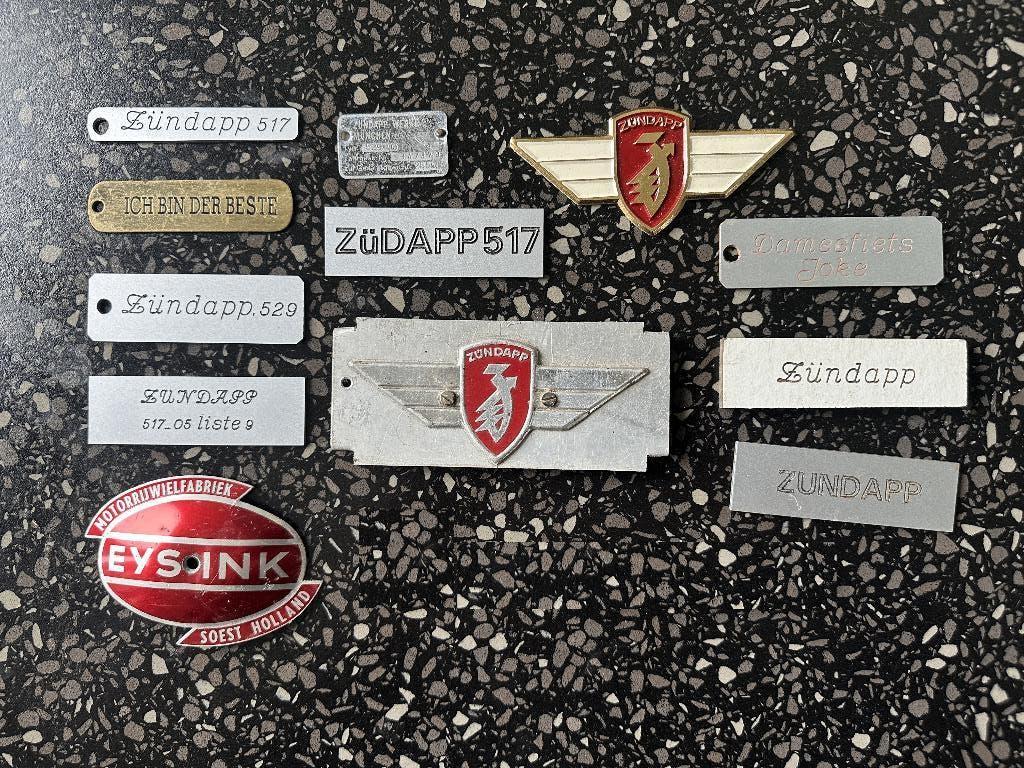 Zündapp 517
ICH BIN DER BESTE
Zündapp. 529
ZUNDAPP
517_05 liste 9
MOTORRIJWIELFABRIEK
EYSINK
SOEST HOLLAND
ZüDAPP 517
ZÜNDAPP
ZÜNDAPP
Damesfiets
Joke
Zündapp
ZUNDAPP